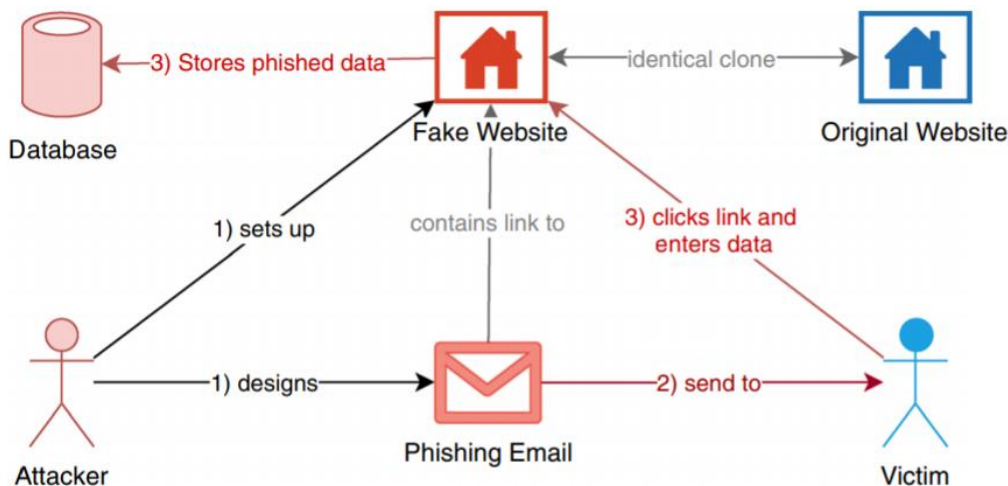 3) Stores phished data
identical clone
Database
Fake Website
Original Website
1) sets up
contains link to
3) clicks link and
enters data
1) designs
2) send to
Attacker
Phishing Email
Victim